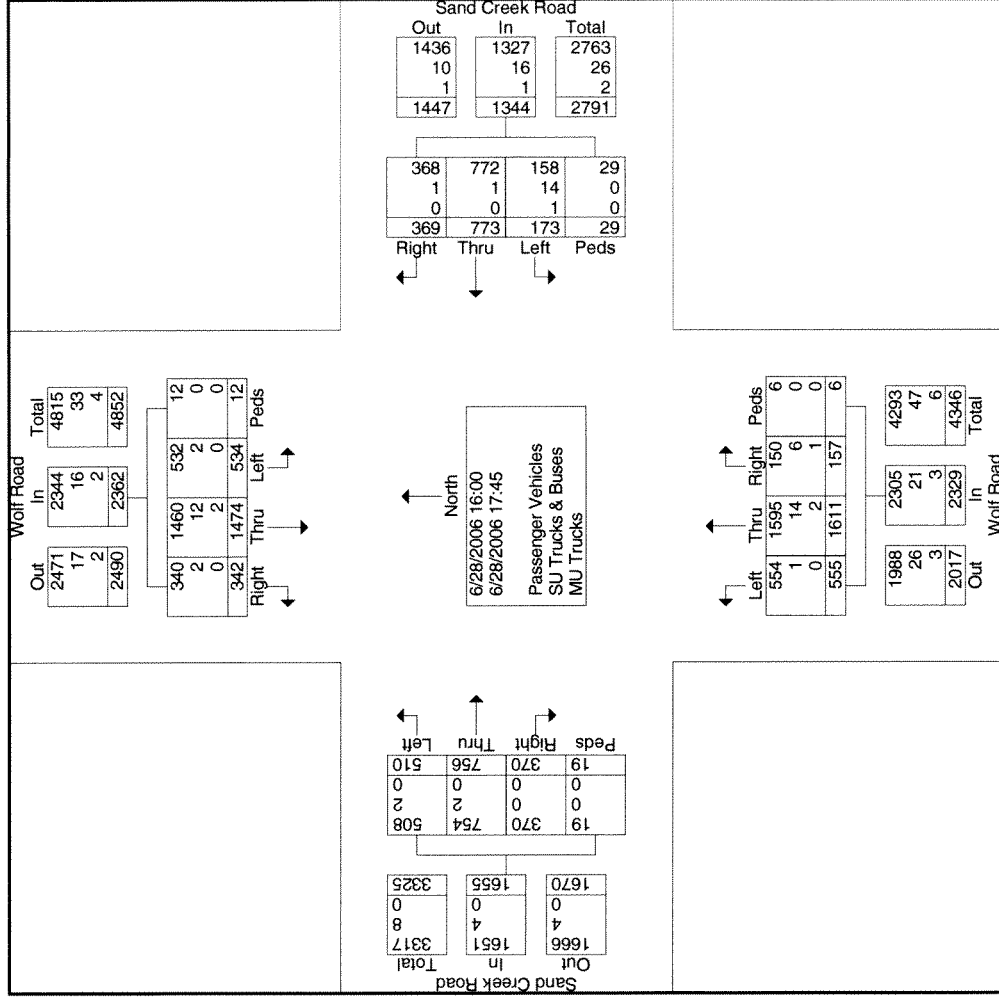 Sand Creek Road
Out In Total
1436 1327 2763
10 16 26
1 1 2
1447 1344 2791
368 772 158 29
1 1 14 0
0 0 1 0
369 773 173 29
Right Thru Left Peds
Wolf Road
Out In Total
2471 2344 4815
17 16 33
2 2 4
2490 2362 4852
340 1460 532 12
2 12 2 0
0 2 0 0
342 1474 534 12
Right Thru Left Peds
North
6/28/2006 16:00
6/28/2006 17:45
Passenger Vehicles
SU Trucks & Buses
MU Trucks
Left Thru Right Peds
554 1595 150 6
1 14 6 0
0 2 1 0
555 1611 157 6
1988 2305 4293
26 21 47
3 3 6
2017 2329 4346
Out In Total
Wolf Road
Left Thru Right Peds
510 756 370 19
0 0 0 0
2 2 0 0
508 754 370 19
3325 1655 1670
0 0 0
8 4 4
3317 1651 1666
Total In Out
Sand Creek Road